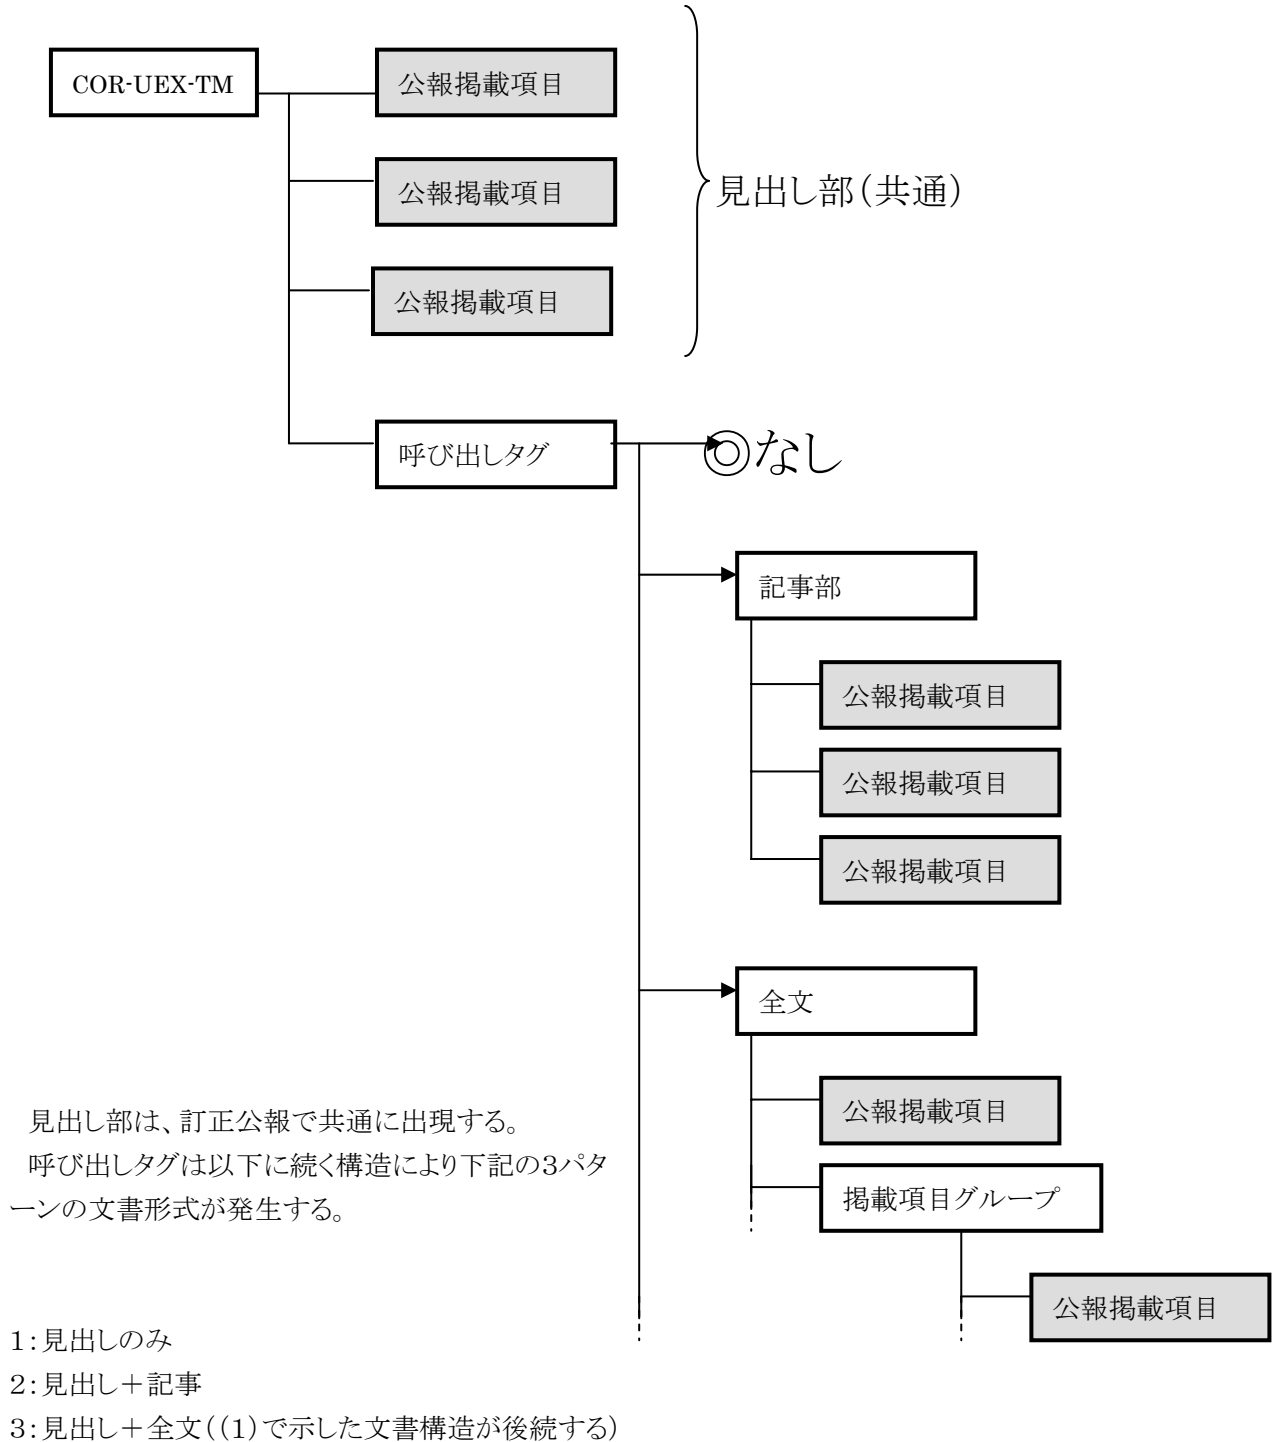 COR-UEX-TM
公報掲載項目
公報掲載項目
見出し部（共通）
公報掲載項目
呼び出しタグ
◎なし
記事部
公報掲載項目
公報掲載項目
公報掲載項目
全文
公報掲載項目
掲載項目グループ
公報掲載項目
見出し部は、訂正公報で共通に出現する。
呼び出しタグは以下に続く構造により下記の３パタ
ーンの文書形式が発生する。
１：見出しのみ
２：見出し＋記事
３：見出し＋全文（（１）で示した文書構造が後続する）